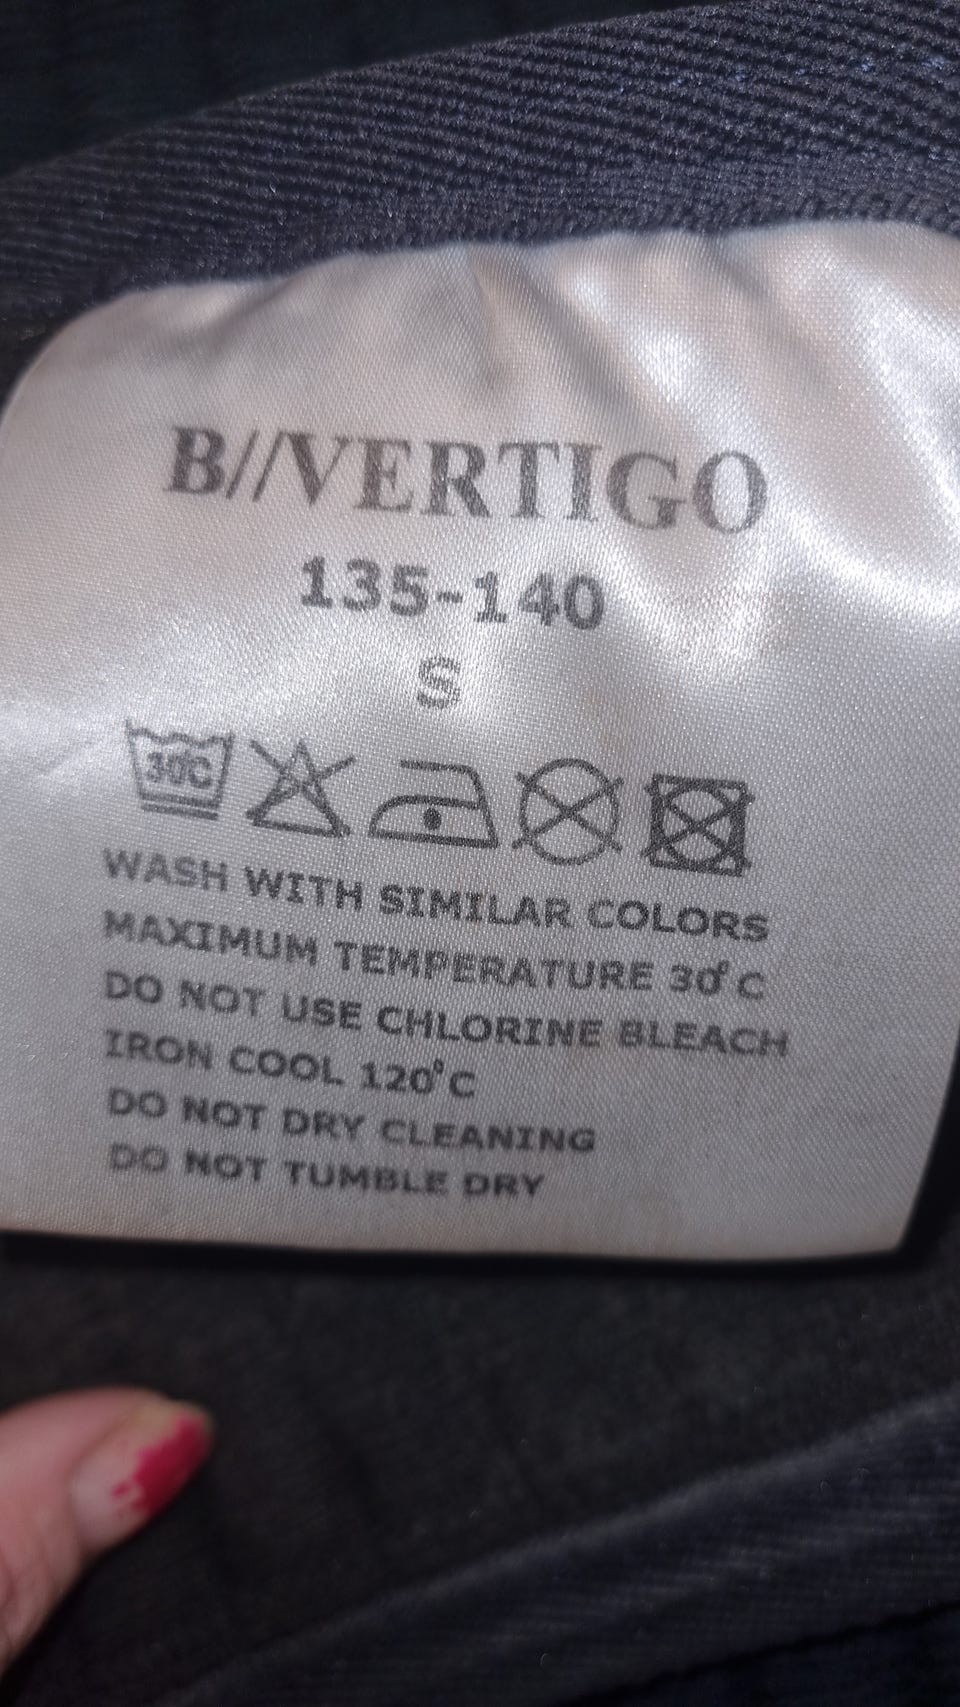 B//VERTIGO
135-140
S
30°C
WASH WITH SIMILAR COLORS
MAXIMUM TEMPERATURE 30°C
DO NOT USE CHLORINE BLEACH
IRON COOL 120°C
DO NOT DRY CLEANING
DO NOT TUMBLE DRY